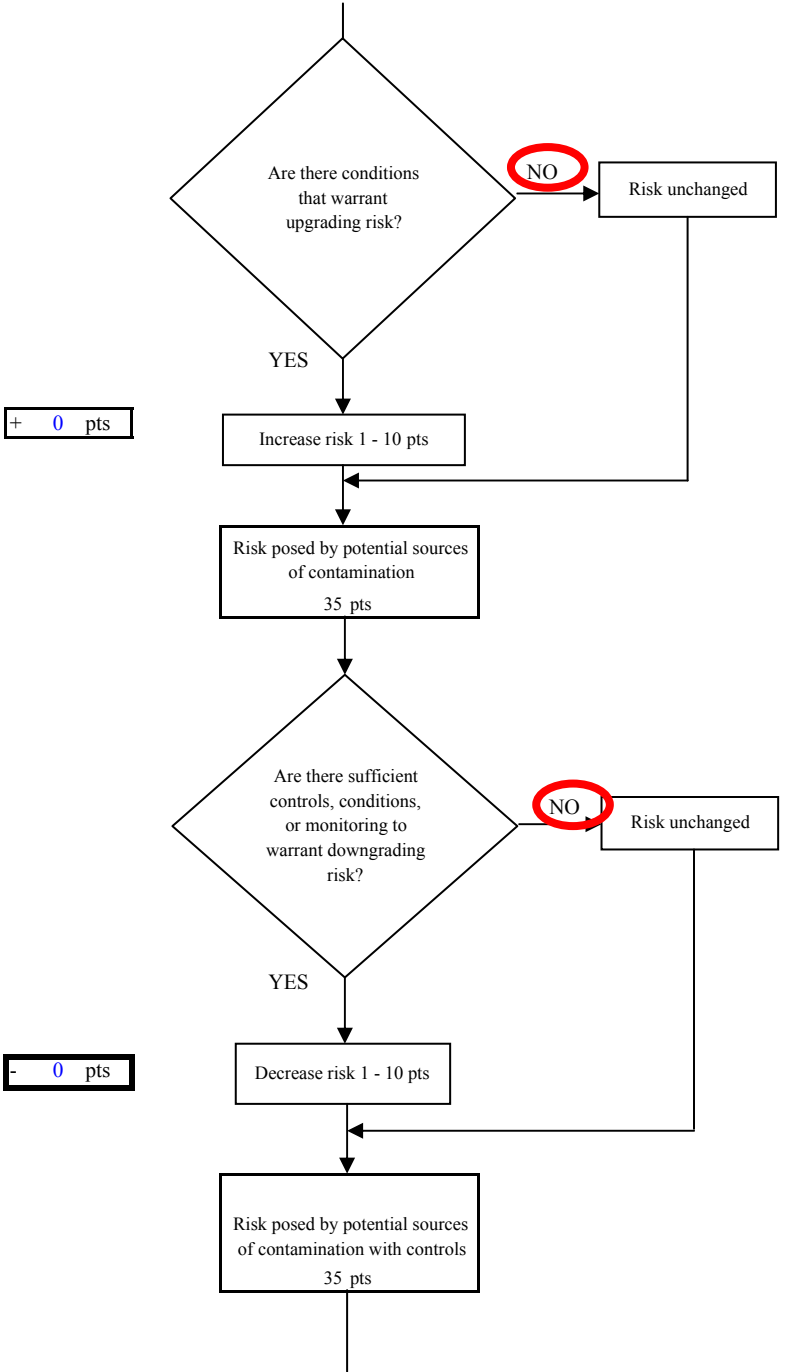 Are there conditions
that warrant
upgrading risk?
NO
Risk unchanged
YES
+ 0 pts
Increase risk 1 - 10 pts
Risk posed by potential sources
of contamination
35 pts
Are there sufficient
controls, conditions,
or monitoring to
warrant downgrading
risk?
NO
Risk unchanged
YES
- 0 pts
Decrease risk 1 - 10 pts
Risk posed by potential sources
of contamination with controls
35 pts